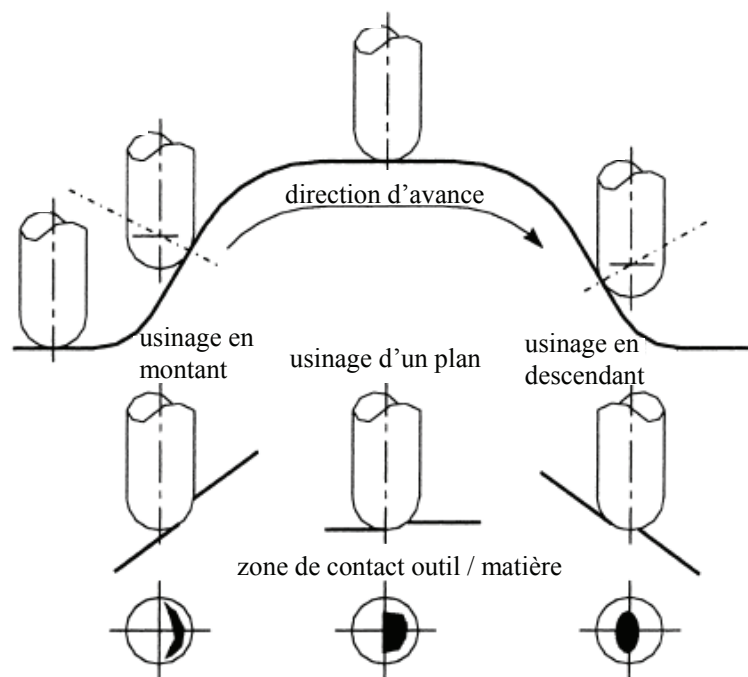 direction d'avance
usinage en
montant
usinage d'un plan
usinage en
descendant
zone de contact outil / matière